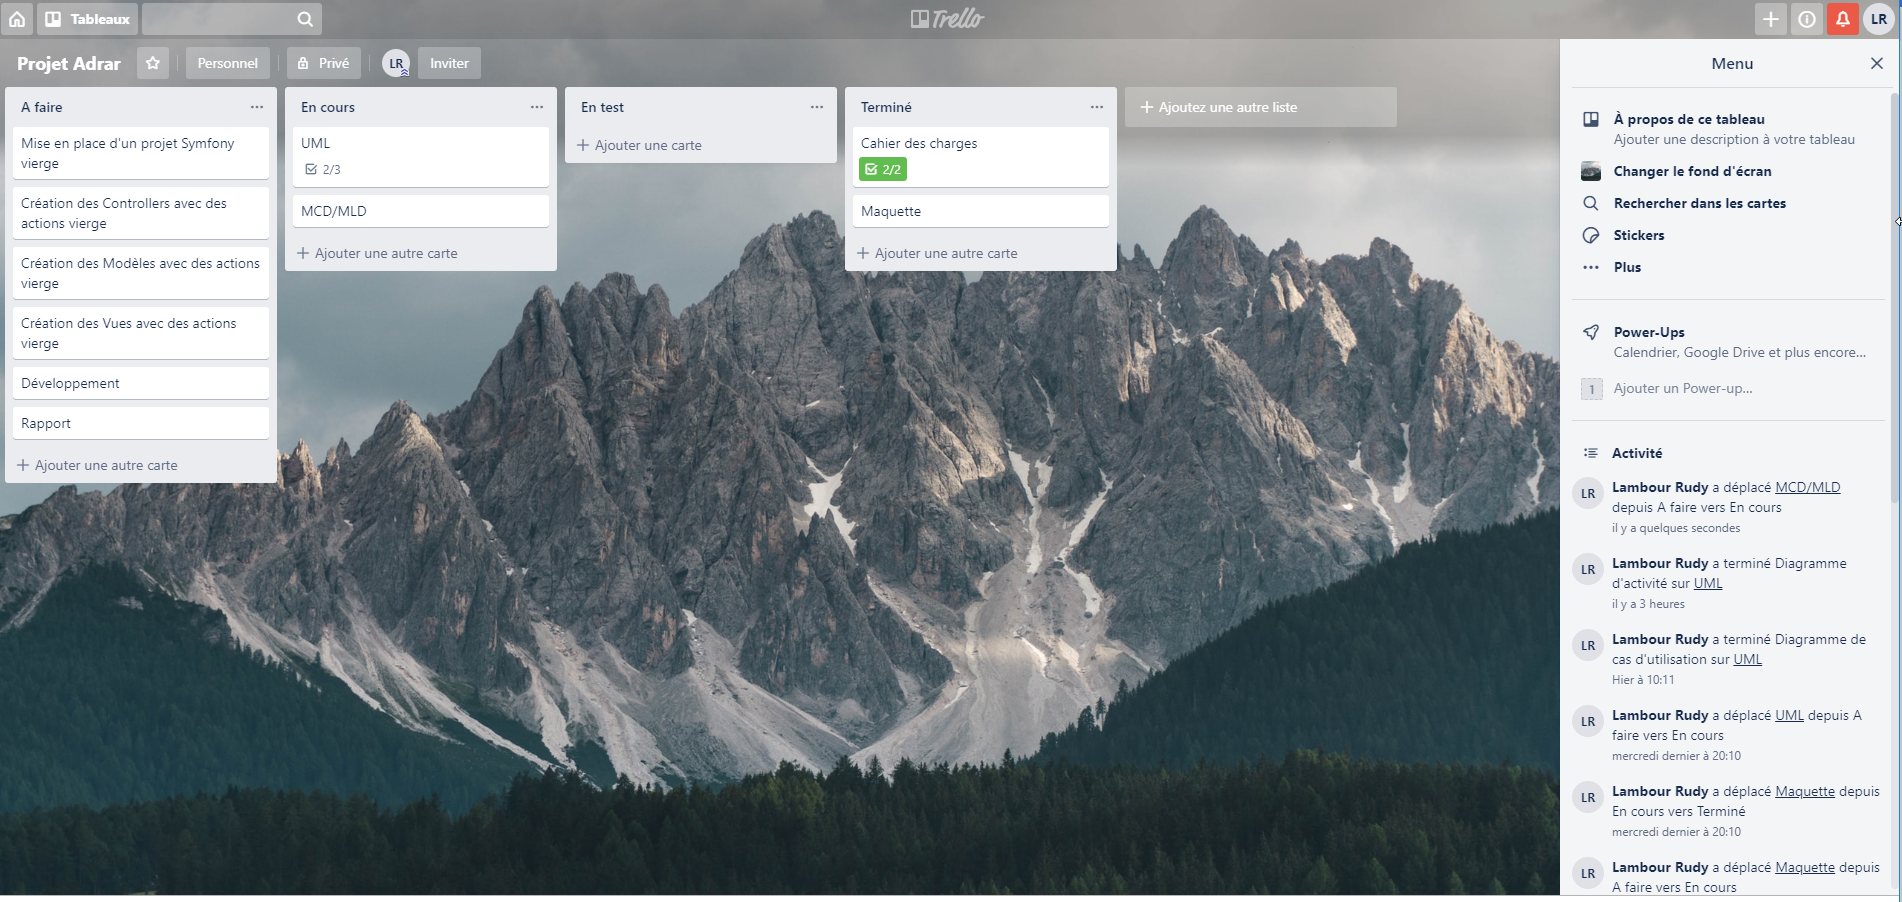 Tableaux
Trello
LR
Projet Adrar
Personnel
Privé
LR
Inviter
A faire
Mise en place d'un projet Symfony
vierge
Création des Controllers avec des
actions vierge
Création des Modèles avec des actions
vierge
Création des Vues avec des actions
vierge
Développement
Rapport
Ajouter une autre carte
En cours
UML
2/3
MCD/MLD
Ajouter une autre carte
En test
Ajouter une carte
Terminé
Cahier des charges
2/2
Maquette
Ajouter une autre carte
Ajoutez une autre liste
Menu
À propos de ce tableau
Ajouter une description à votre tableau
Changer le fond d'écran
Rechercher dans les cartes
Stickers
Plus
Power-Ups
Calendrier, Google Drive et plus encore...
1 Ajouter un Power-up...
Activité
LR
Lambour Rudy a déplacé MCD/MLD
depuis A faire vers En cours
il y a quelques secondes
LR
Lambour Rudy a terminé Diagramme
d'activité sur UML
il y a 3 heures
LR
Lambour Rudy a terminé Diagramme de
cas d'utilisation sur UML
Hier à 10:11
LR
Lambour Rudy a déplacé UML depuis A
faire vers En cours
mercredi dernier à 20:10
LR
Lambour Rudy a déplacé Maquette depuis
En cours vers Terminé
mercredi dernier à 20:10
LR
Lambour Rudy a déplacé Maquette depuis
A faire vers En cours